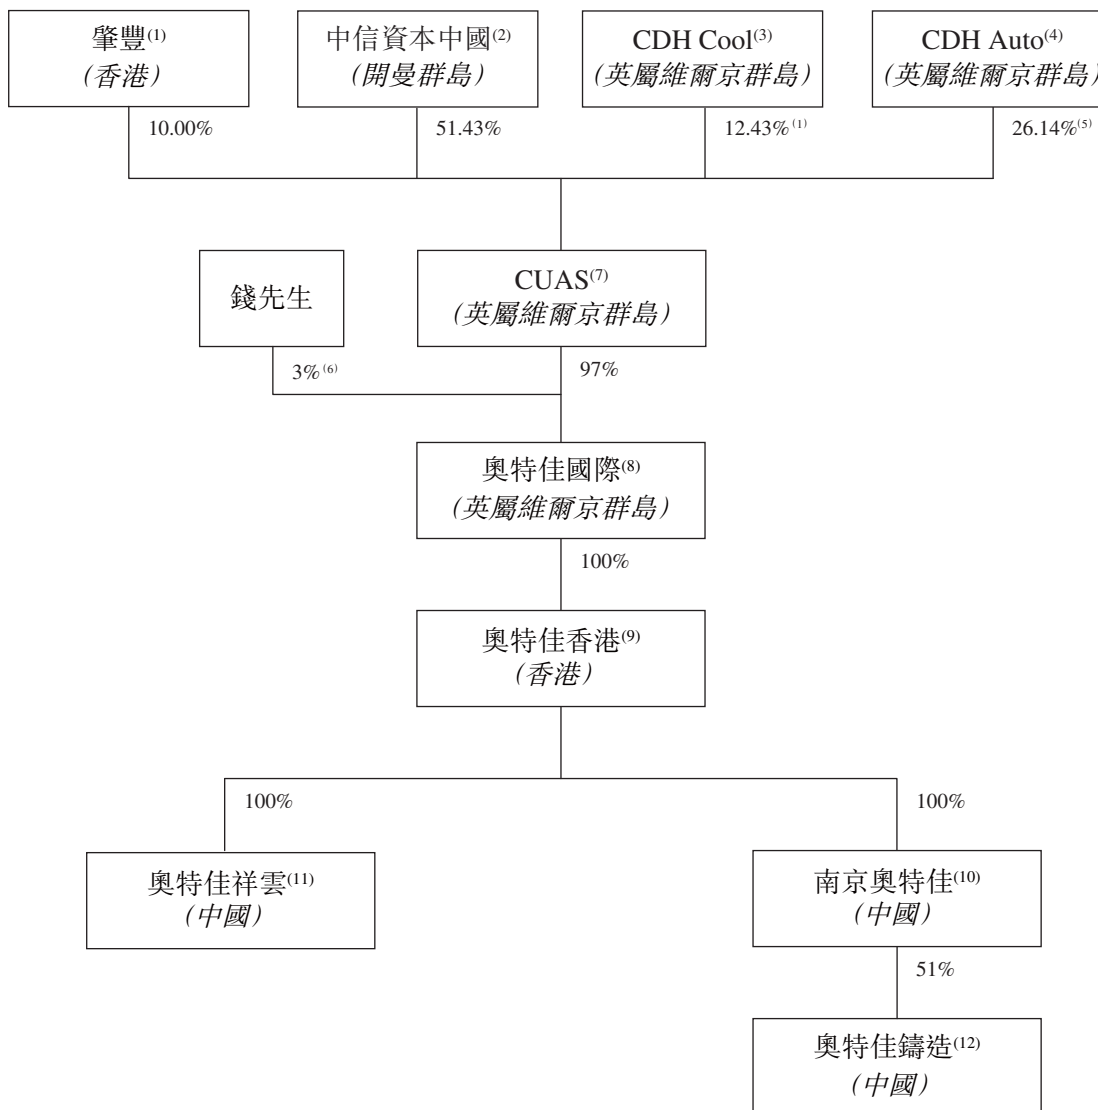 肇豐(1)
(香港)
中信資本中國(2)
(開曼群島)
CDH Cool(3)
(英屬維爾京群島)
CDH Auto(4)
(英屬維爾京群島)
10.00%
51.43%
12.43%(1)
26.14%(5)
錢先生
CUAS(7)
(英屬維爾京群島)
3%(6)
97%
奧特佳國際(8)
(英屬維爾京群島)
100%
奧特佳香港(9)
(香港)
100%
100%
奧特佳祥雲(11)
(中國)
南京奧特佳(10)
(中國)
51%
奧特佳鑄造(12)
(中國)